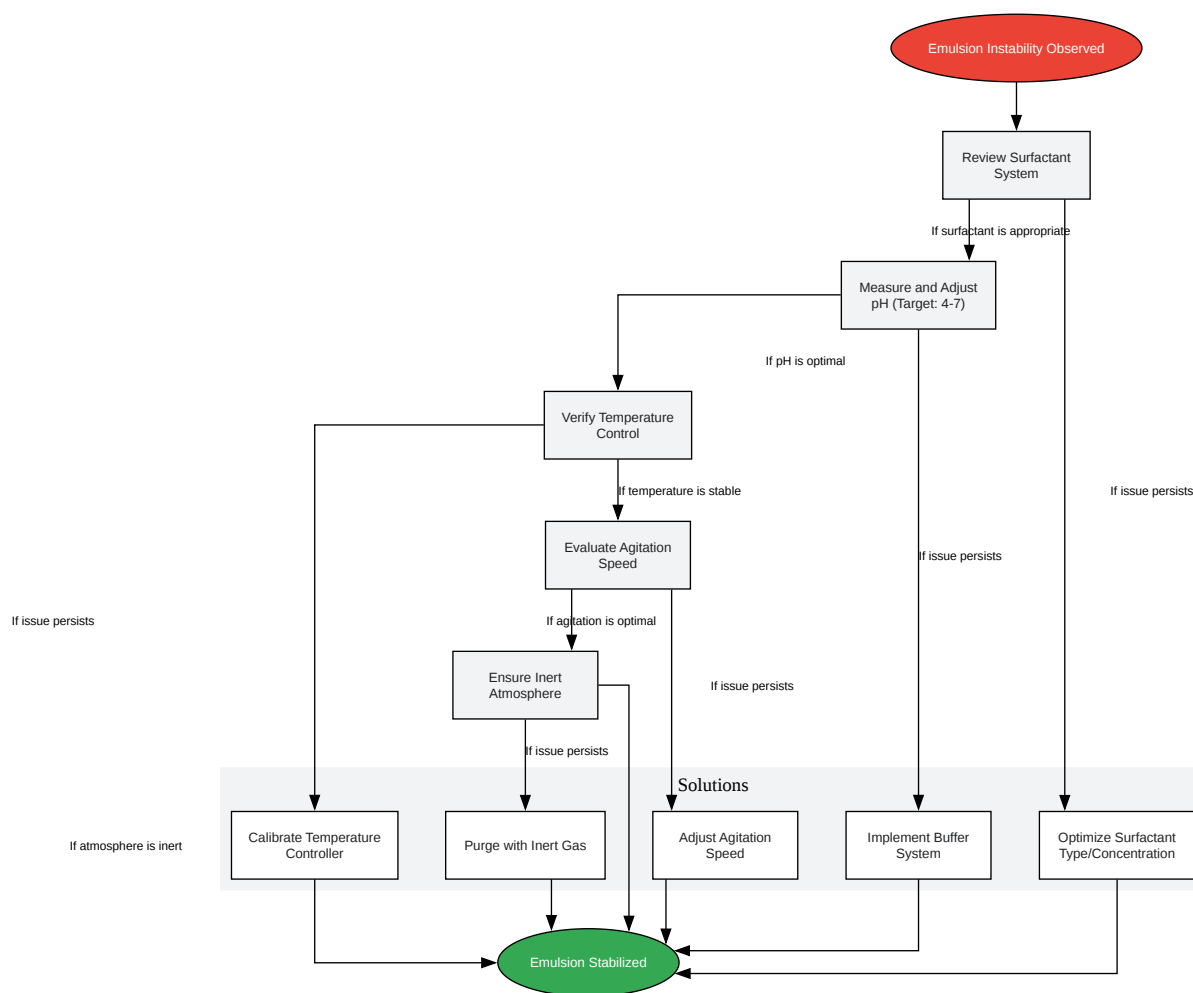 Emulsion Instability Observed
Review Surfactant
System
If surfactant is appropriate
Measure and Adjust
pH (Target: 4-7)
If pH is optimal
Verify Temperature
Control
If temperature is stable
If issue persists
Evaluate Agitation
Speed
If issue persists
If issue persists
If agitation is optimal
Ensure Inert
Atmosphere
If issue persists
If issue persists
Solutions
Calibrate Temperature
Controller
Purge with Inert Gas
Adjust Agitation
Speed
Implement Buffer
System
Optimize Surfactant
Type/Concentration
If atmosphere is inert
Emulsion Stabilized